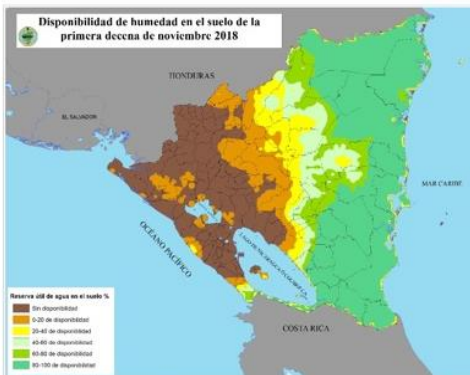 Disponibilidad de humedad en el suelo de la
primera decena de noviembre 2018
HONDURAS
EL SALVADOR
MAR CARIBE
OCÉANO PACÍFICO
COSTA RICA
Reserva útil de agua en el suelo %
Sin disponibilidad
0-20 de disponibilidad
20-40 de disponibilidad
40-60 de disponibilidad
60-80 de disponibilidad
80-100 de disponibilidad